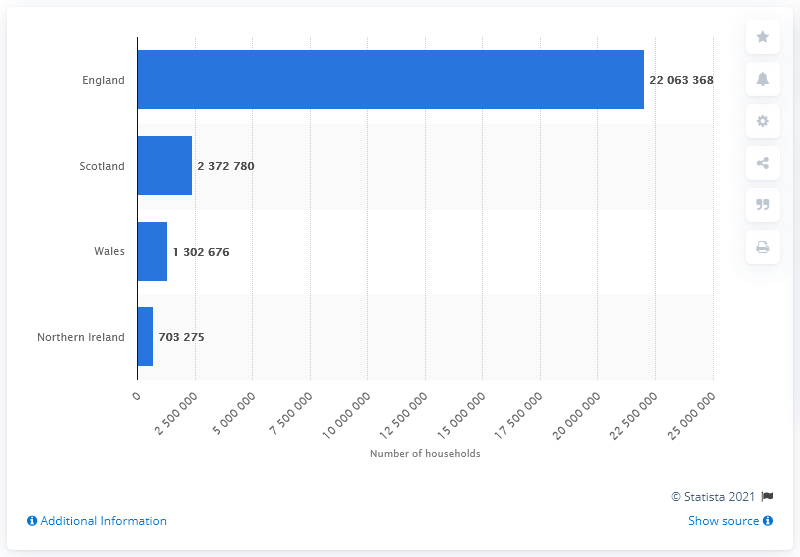 England
22 063 368
Scotland
2 372 780
Wales
1 302 676
Northern Ireland
703 275
0
2 500 000
5 000 000
7 500 000
10 000 000
12 500 000
15 000 000
17 500 000
20 000 000
22 500 000
25 000 000
Number of households
© Statista 2021
Additional Information
Show source